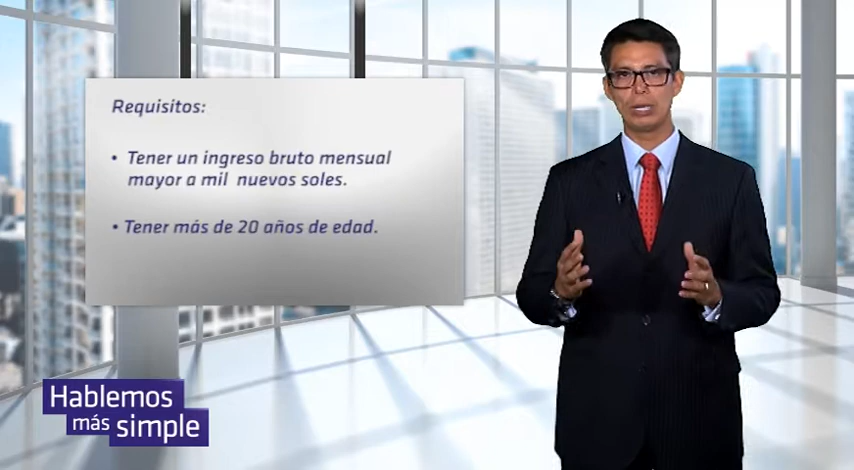 Requisitos:
• Tener un ingreso bruto mensual
mayor a mil nuevos soles.
• Tener más de 20 años de edad.
Hablemos
más simple